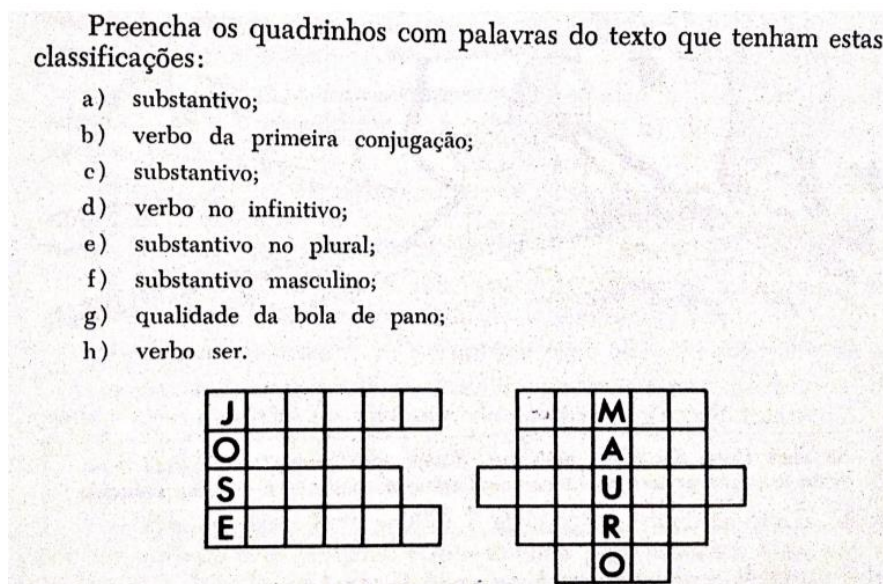 Preencha os quadrinhos com palavras do texto que tenham estas
classificações:
a) substantivo;
b) verbo da primeira conjugação;
c) substantivo;
d) verbo no infinitivo;
e) substantivo no plural;
f) substantivo masculino;
g) qualidade da bola de pano;
h) verbo ser.
J M
O A
S U
E R
O